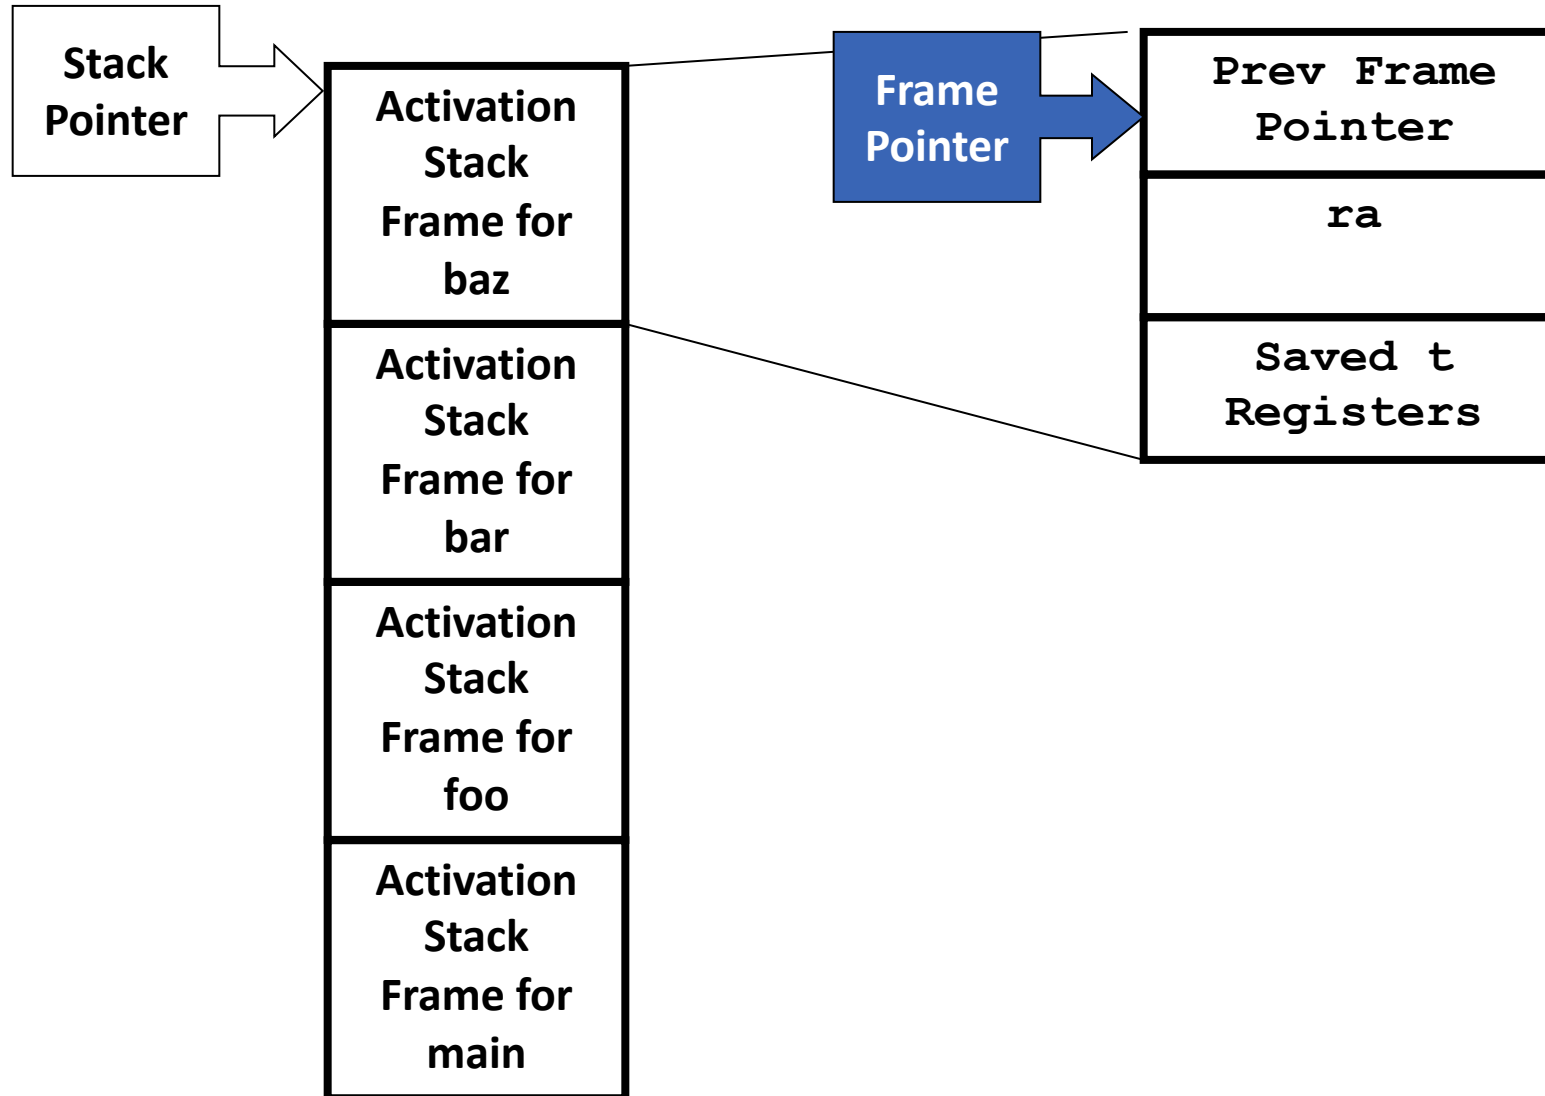 Stack
Pointer
Activation
Stack
Frame for
baz
Activation
Stack
Frame for
bar
Activation
Stack
Frame for
foo
Activation
Stack
Frame for
main
Frame
Pointer
Prev Frame
Pointer
ra
Saved t
Registers